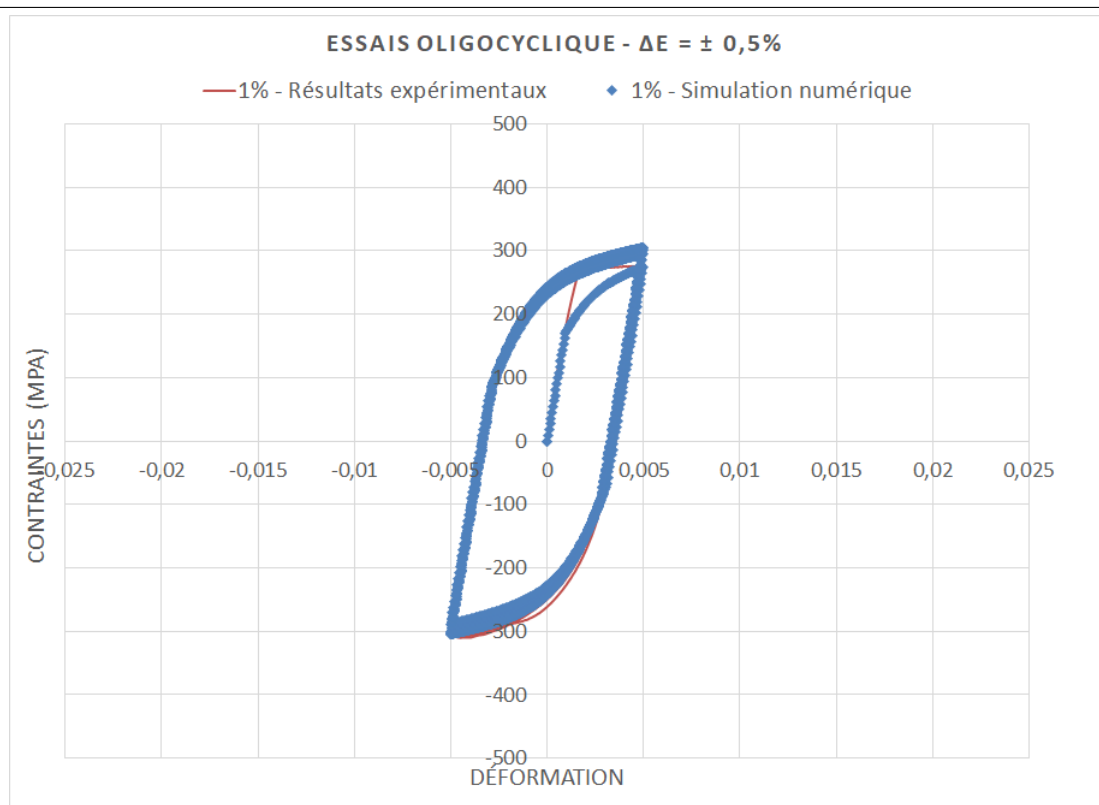 ESSAIS OLIGOCYCLIQUE - ΔE = ± 0,5%
1% - Résultats expérimentaux 1% - Simulation numérique
500
400
300
200
100
0
-0,025 -0,02 -0,015 -0,01 -0,005 0 0,005 0,01 0,015 0,02 0,025
-100
-200
-300
-400
-500
CONTRAINTES (MPA)
DÉFORMATION